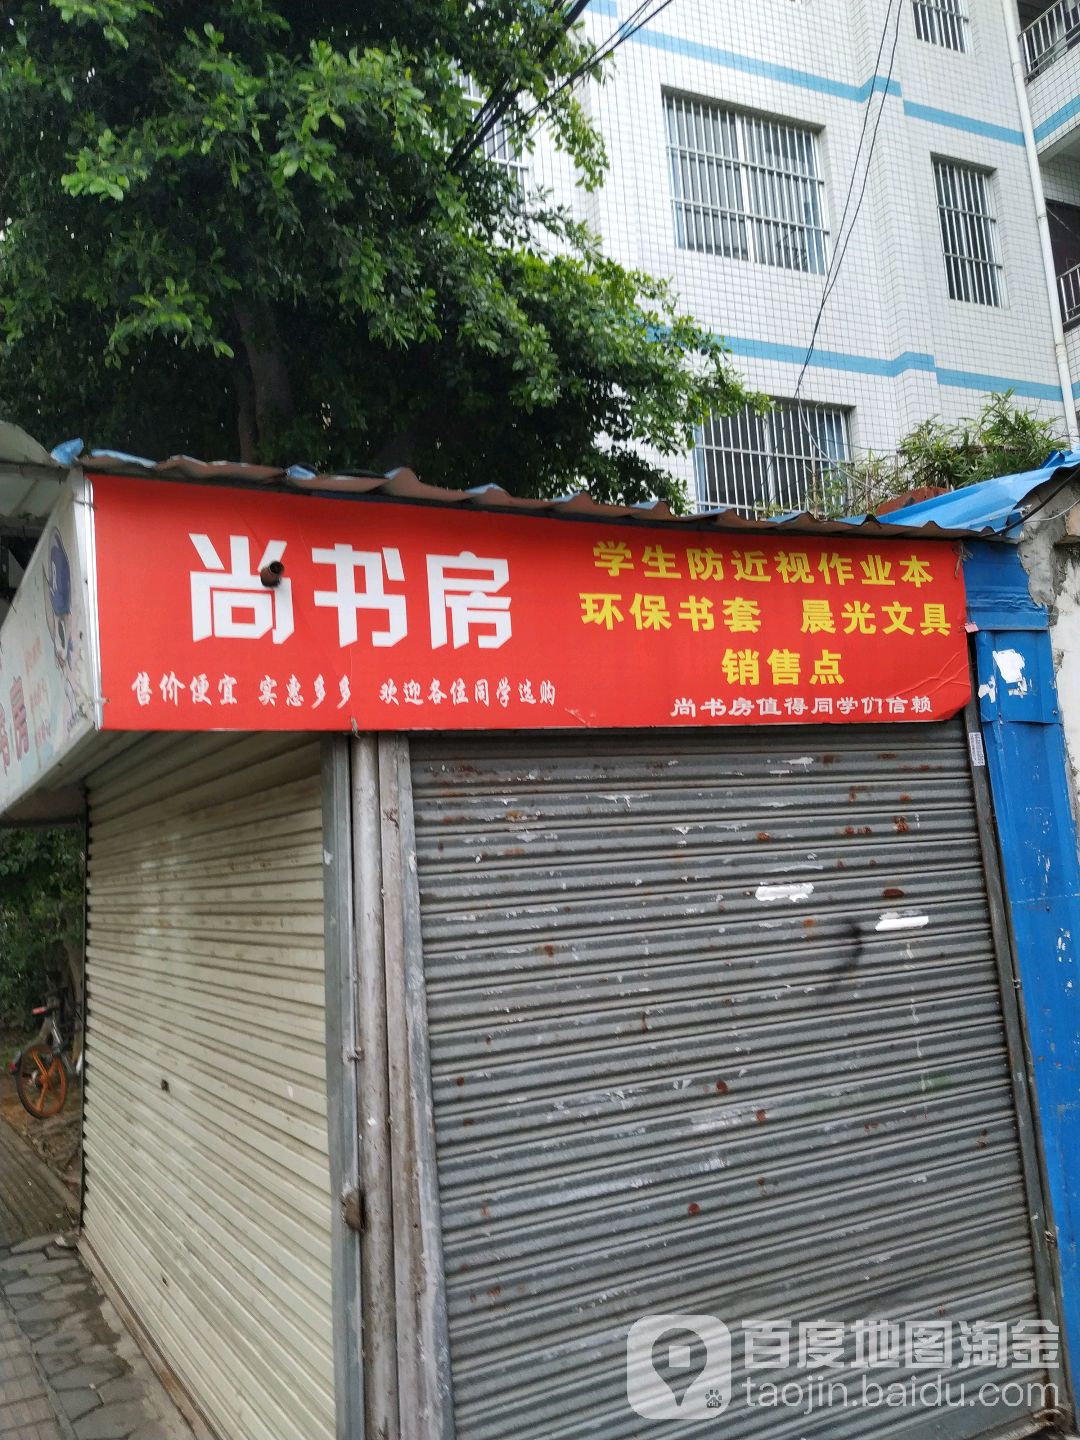 尚书房
售价便宜 实惠多多 欢迎各位同学选购
学生防近视作业本
环保书套 晨光文具
销售点
尚书房值得同学们信赖
书房
百度地图淘金
taojin.baidu.com